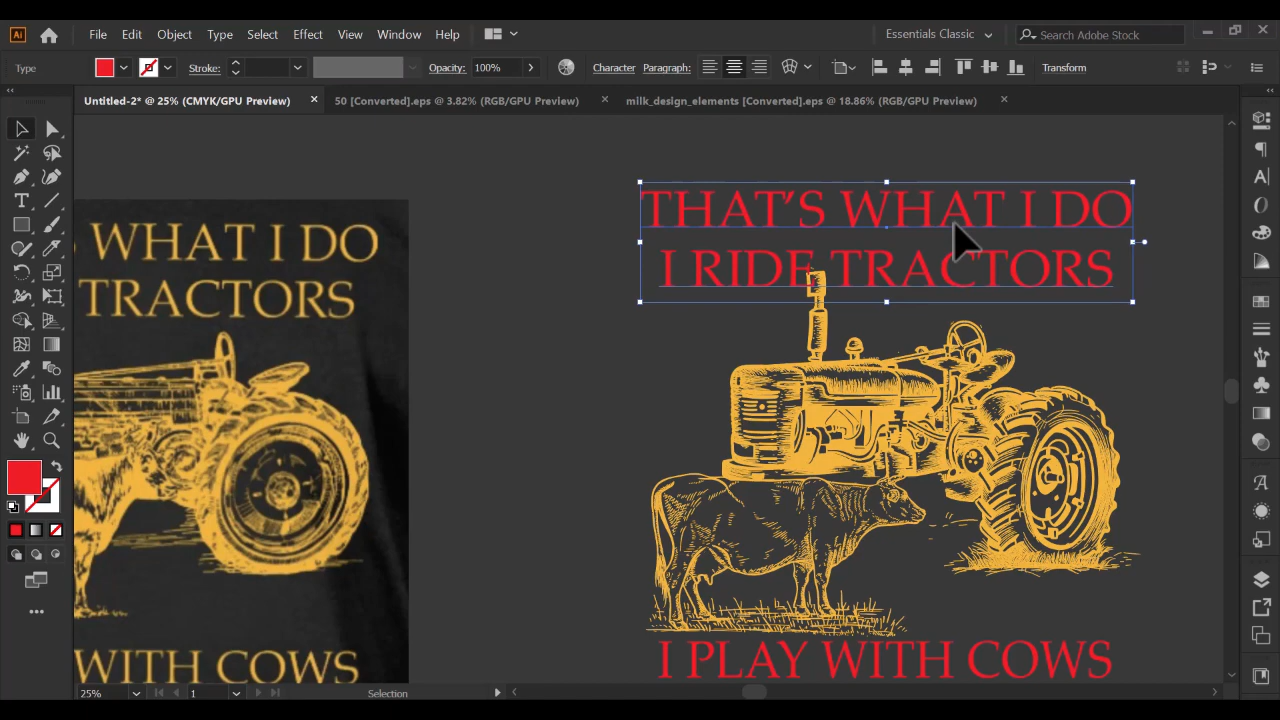 Ai
File Edit Object Type Select Effect View Window Help
Essentials Classic
Search Adobe Stock
Type
Stroke:
Opacity: 100%
Character
Paragraph:
Transform
Untitled-2* @ 25% (CMYK/GPU Preview)
50 [Converted].eps @ 3.82% (RGB/GPU Preview)
milk_design_elements [Converted].eps @ 18.86% (RGB/GPU Preview)
WHAT I DO
TRACTORS
WITH COWS
THAT’S WHAT I DO
I RIDE TRACTORS
I PLAY WITH COWS
25%
1
Selection